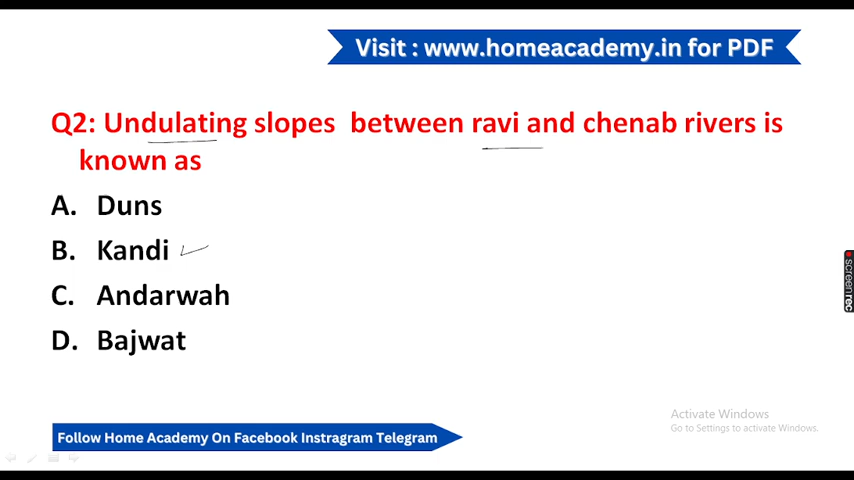 Visit : www.homeacademy.in for PDF
Q2: Undulating slopes between ravi and chenab rivers is
known as
A. Duns
B. Kandi
C. Andarwah
D. Bajwat
screenrec
Activate Windows
Go to Settings to activate Windows.
Follow Home Academy On Facebook Instragram Telegram